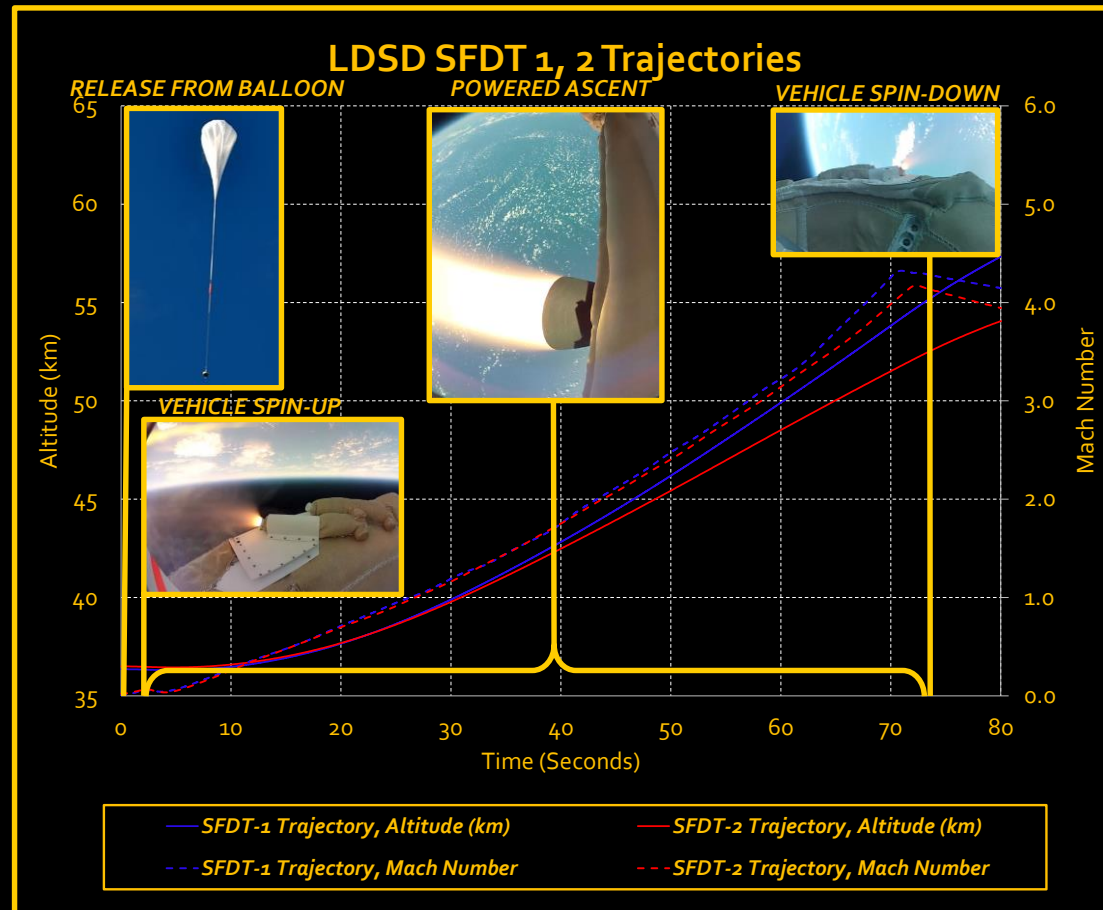 LDSD SFDT 1, 2 Trajectories
RELEASE FROM BALLOON
POWERED ASCENT
VEHICLE SPIN-DOWN
VEHICLE SPIN-UP
65
60
55
50
45
40
35
Altitude (km)
6.0
5.0
4.0
3.0
2.0
1.0
0.0
Mach Number
0 10 20 30 40 50 60 70 80
Time (Seconds)
SFDT-1 Trajectory, Altitude (km)
SFDT-2 Trajectory, Altitude (km)
SFDT-1 Trajectory, Mach Number
SFDT-2 Trajectory, Mach Number